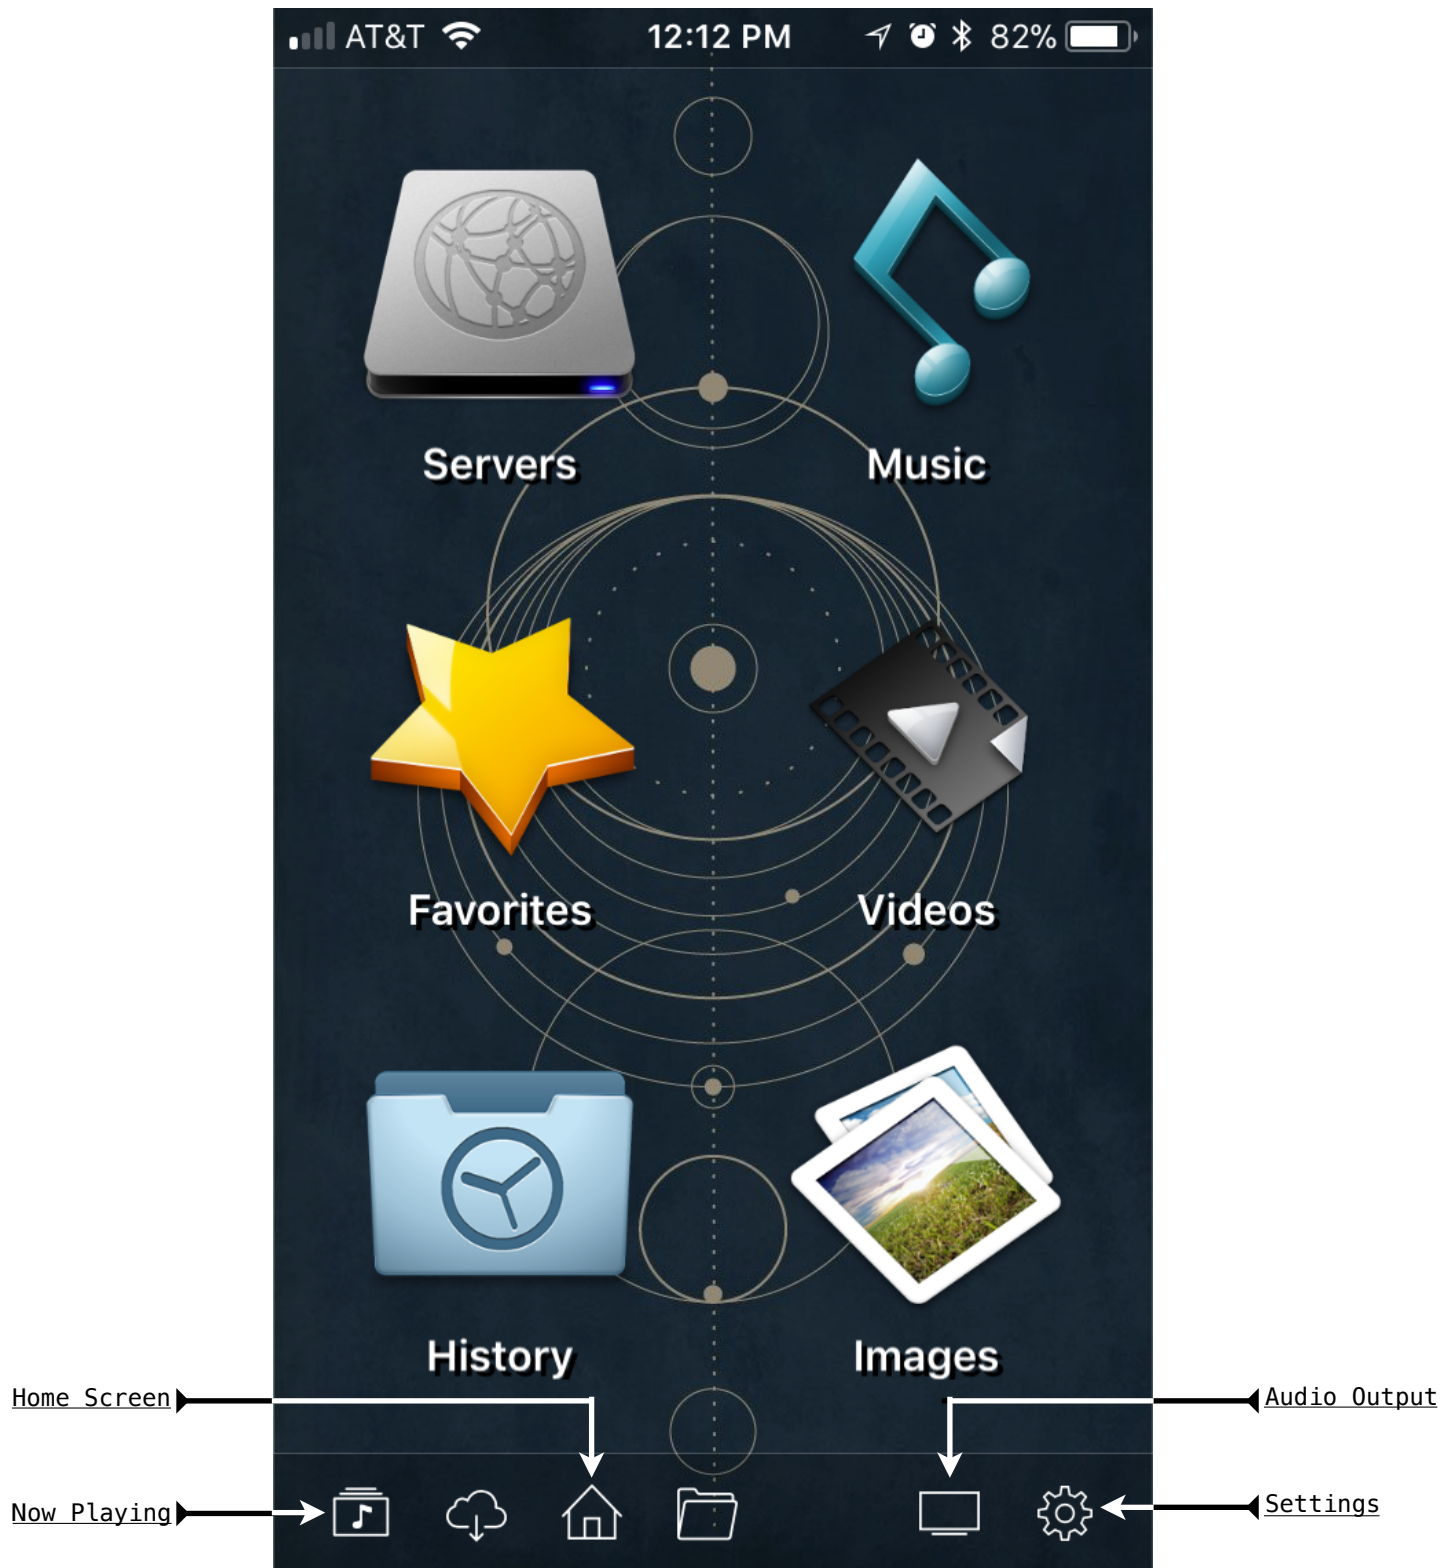 AT&T 12:12 PM 82%
Servers Music
Favorites Videos
History Images
Home Screen Audio Output
Now Playing Settings